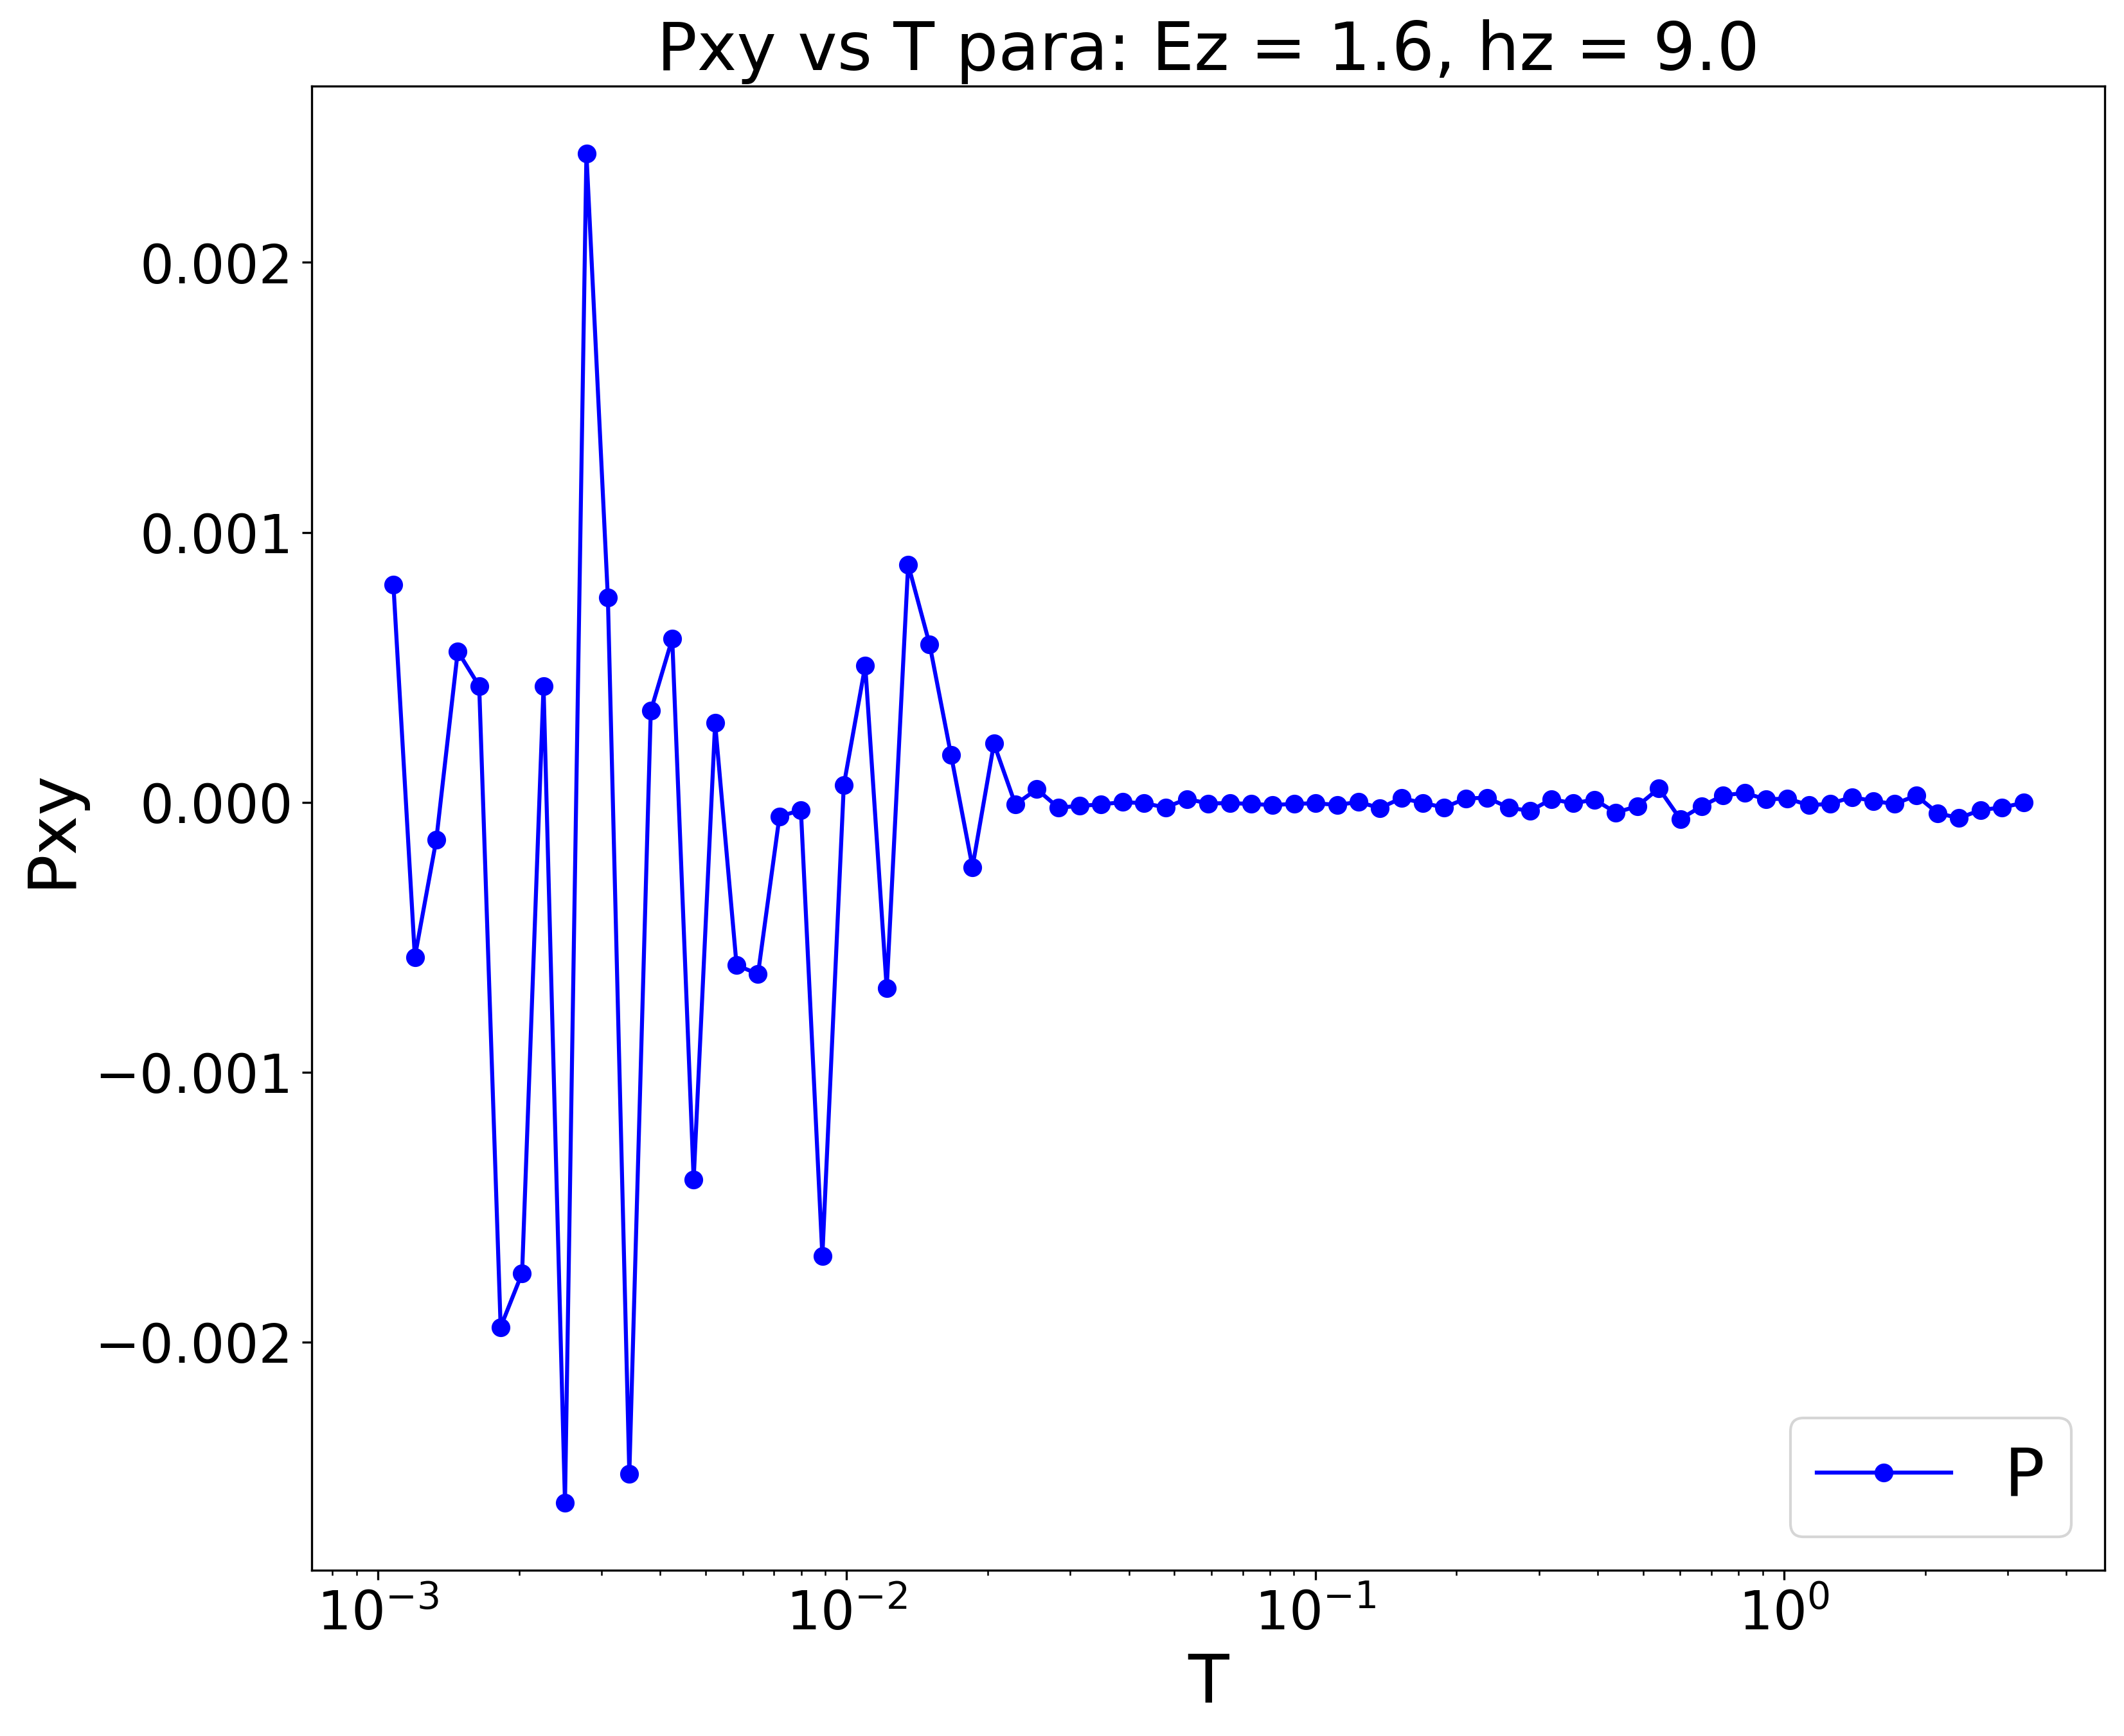 Pxy vs T para: Ez = 1.6, hz = 9.0
0.002
0.001
0.000
−0.001
−0.002
Pxy
P
10⁻³ 10⁻² 10⁻¹ 10⁰
T